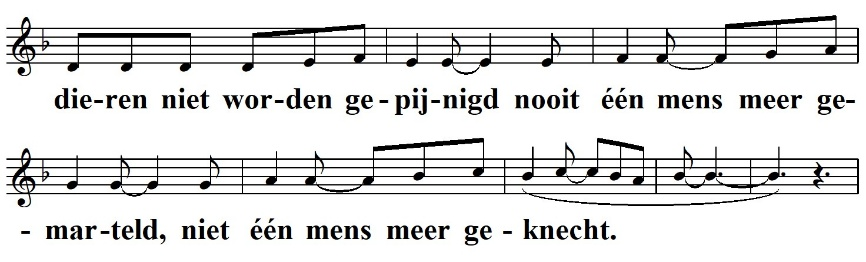 die-ren niet wor-den ge-pij-nigd nooit één mens meer ge-
- mar-teld, niet één mens meer ge-knecht.